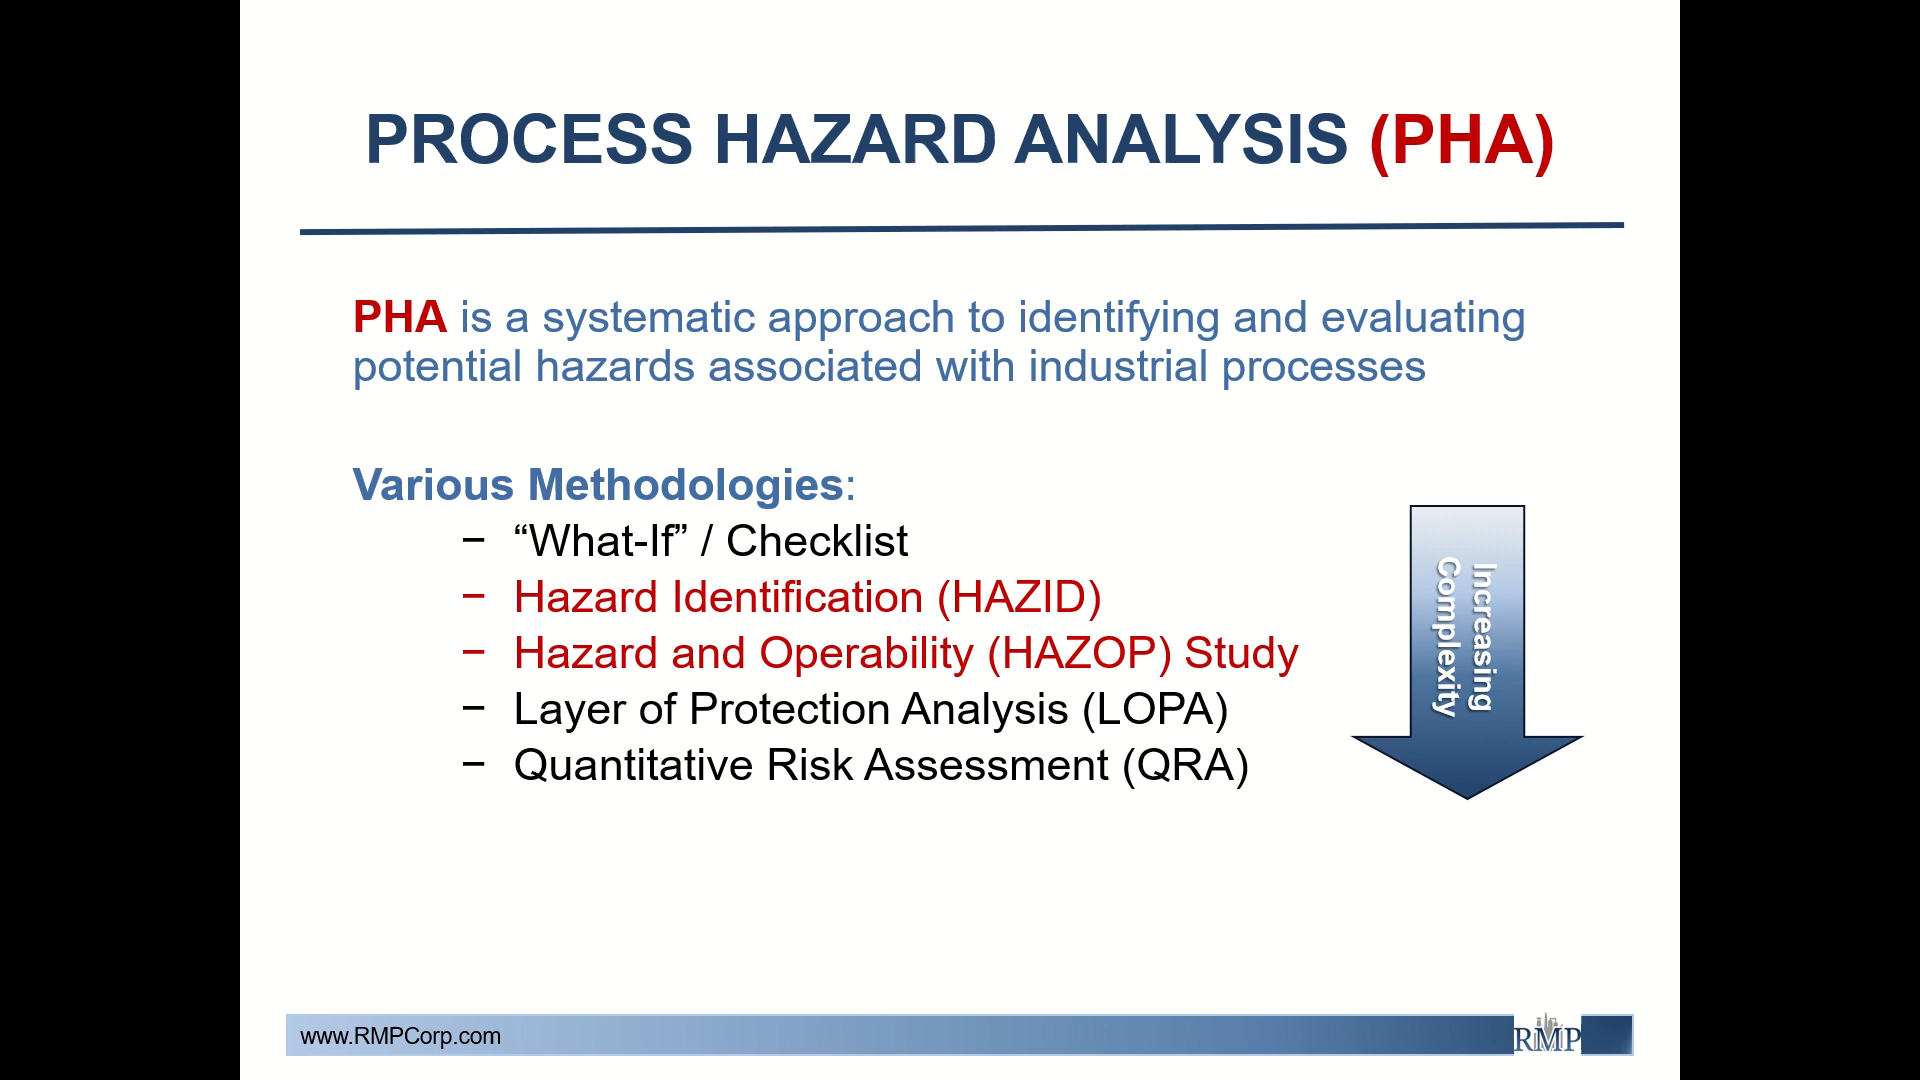 PROCESS HAZARD ANALYSIS (PHA)
PHA is a systematic approach to identifying and evaluating
potential hazards associated with industrial processes
Various Methodologies:
− “What-If” / Checklist
− Hazard Identification (HAZID)
− Hazard and Operability (HAZOP) Study
− Layer of Protection Analysis (LOPA)
− Quantitative Risk Assessment (QRA)
Increasing
Complexity
www.RMPCorp.com
RMP